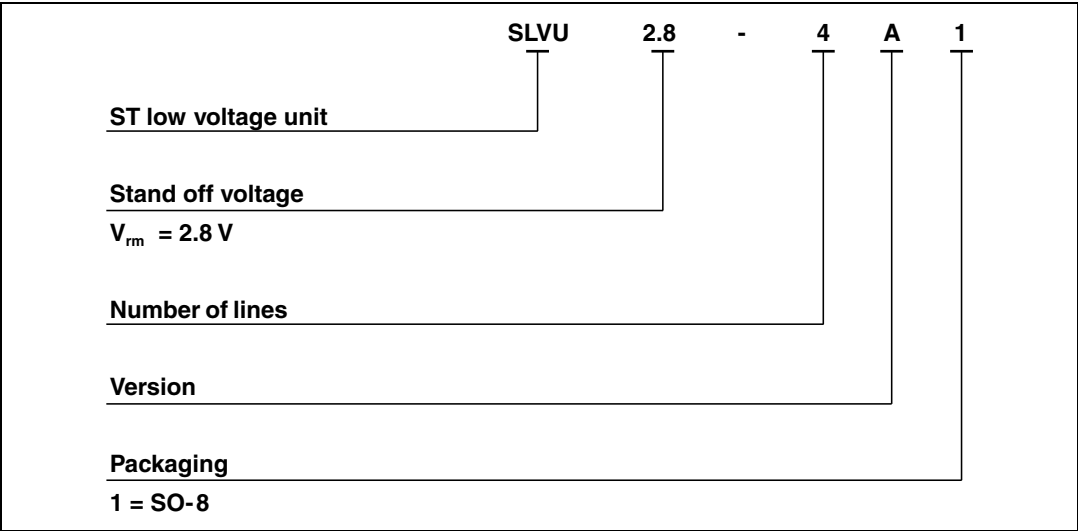 SLVU 2.8 - 4 A 1
ST low voltage unit
Stand off voltage
Vrm = 2.8 V
Number of lines
Version
Packaging
1 = SO-8